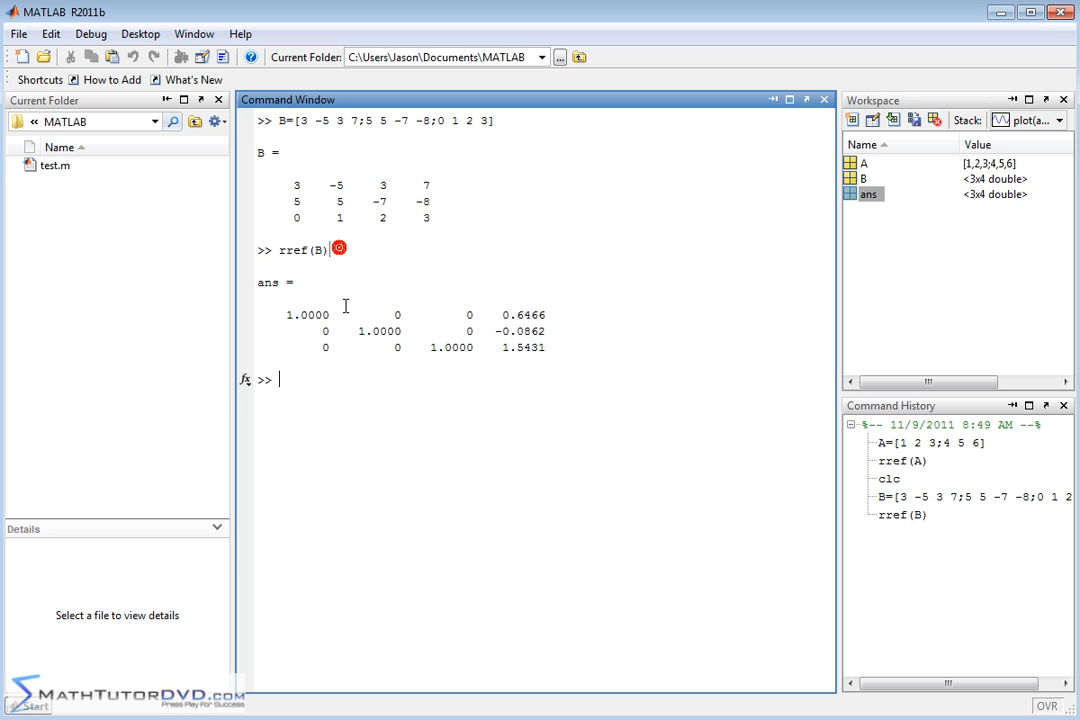 MATLAB R2011b
File Edit Debug Desktop Window Help
Current Folder: C:\Users\Jason\Documents\MATLAB ...
Shortcuts How to Add What's New
Current Folder
« MATLAB
Name
test.m
Details
Select a file to view details
MATHTUTORDVD.COM
Press Play For Success
Start
Command Window
>> B=[3 -5 3 7;5 5 -7 -8;0 1 2 3]
B =
3 -5 3 7
5 5 -7 -8
0 1 2 3
>> rref(B)
ans =
1.0000 0 0 0.6466
0 1.0000 0 -0.0862
0 0 1.0000 1.5431
fx >>
Workspace
Stack: plot(a...
Name Value
A [1,2,3;4,5,6]
B <3x4 double>
ans <3x4 double>
Command History
%-- 11/9/2011 8:49 AM --%
A=[1 2 3;4 5 6]
rref(A)
clc
B=[3 -5 3 7;5 5 -7 -8;0 1 2
rref(B)
OVR